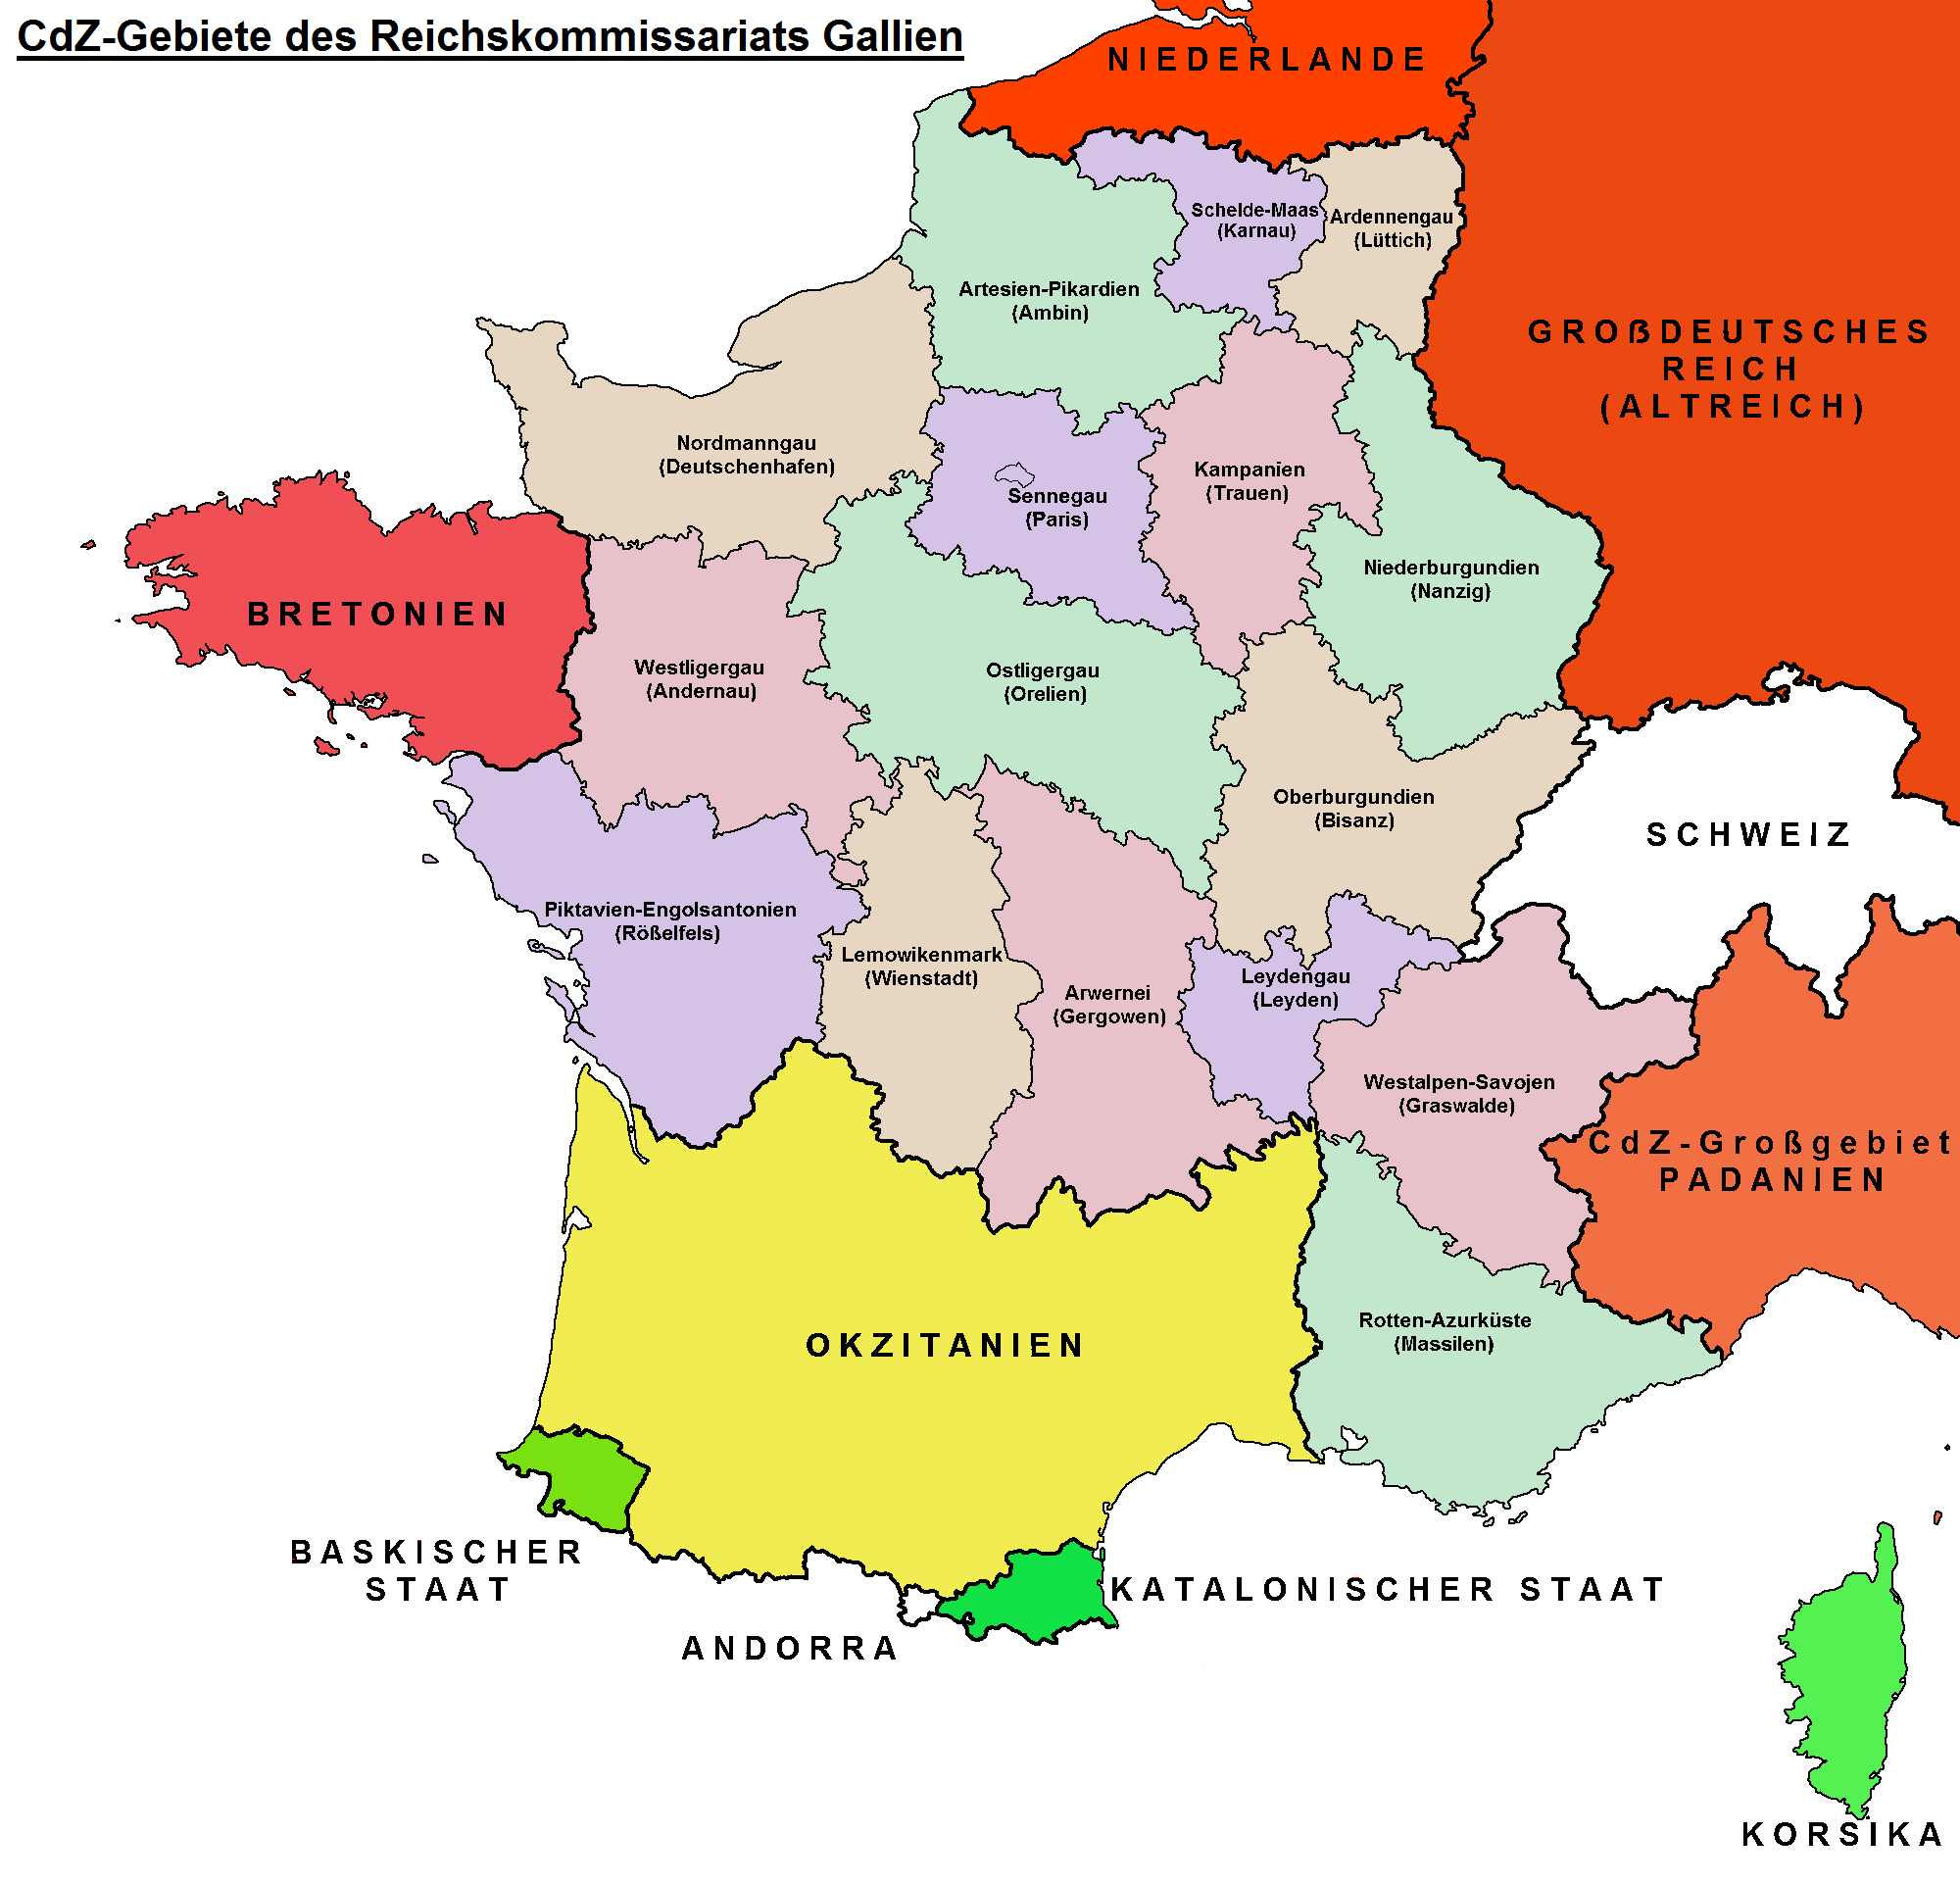 CdZ-Gebiete des Reichskommissariats Gallien
NIEDERLANDE
Schelde-Maas
(Karnau)
Ardennengau
(Lüttich)
Artesien-Pikardien
(Ambin)
GROßDEUTSCHES
REICH
(ALTREICH)
Nordmanngau
(Deutschenhafen)
Kampanien
(Trauen)
Sennegau
(Paris)
Niederburgundien
(Nanzig)
BRETONIEN
Westligergau
(Andernau)
Ostligergau
(Orelien)
Oberburgundien
(Bisanz)
SCHWEIZ
Piktavien-Engolsantonien
(Rößelfels)
Lemowikenmark
(Wienstadt)
Leydengau
(Leyden)
Arwernei
(Gergowen)
Westalpen-Savojen
(Graswalde)
CdZ-Großgebiet
PADANIEN
Rotten-Azurküste
(Massilen)
OKZITANIEN
BASKISCHER
STAAT
KATALONISCHER STAAT
ANDORRA
KORSIKA